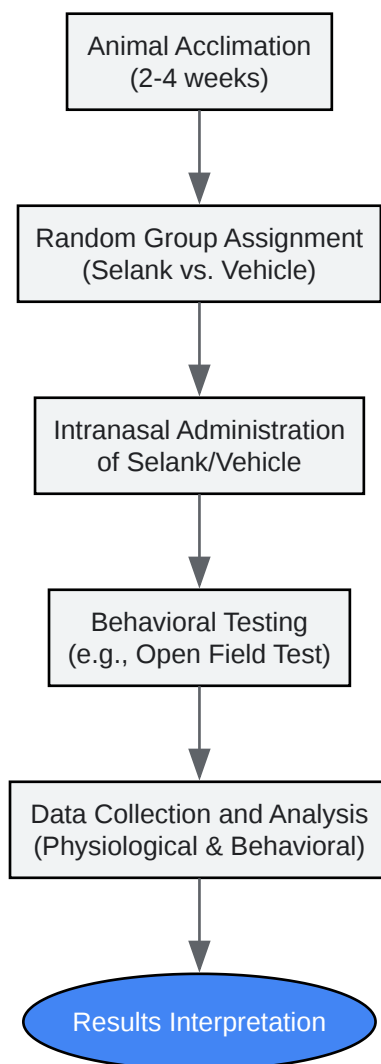 Animal Acclimation
(2-4 weeks)
Random Group Assignment
(Selank vs. Vehicle)
Intranasal Administration
of Selank/Vehicle
Behavioral Testing
(e.g., Open Field Test)
Data Collection and Analysis
(Physiological & Behavioral)
Results Interpretation